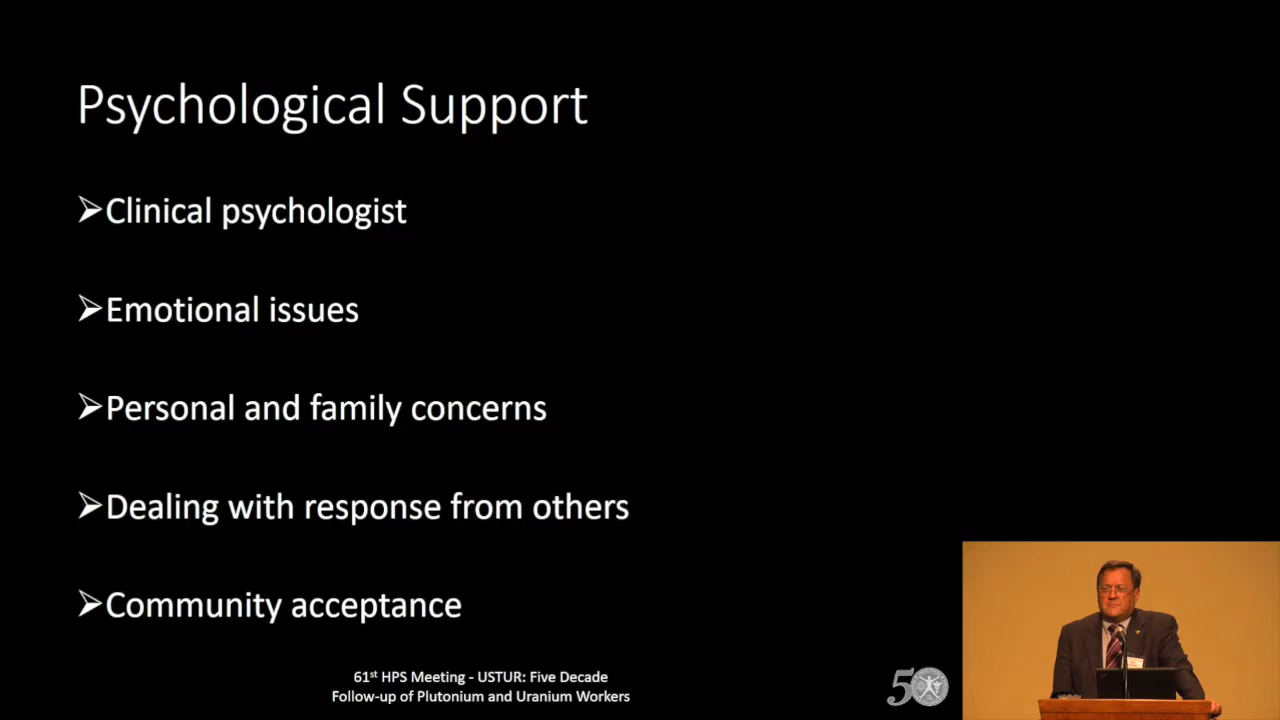 Psychological Support
➢Clinical psychologist
➢Emotional issues
➢Personal and family concerns
➢Dealing with response from others
➢Community acceptance
61st HPS Meeting - USTUR: Five Decade
Follow-up of Plutonium and Uranium Workers
50